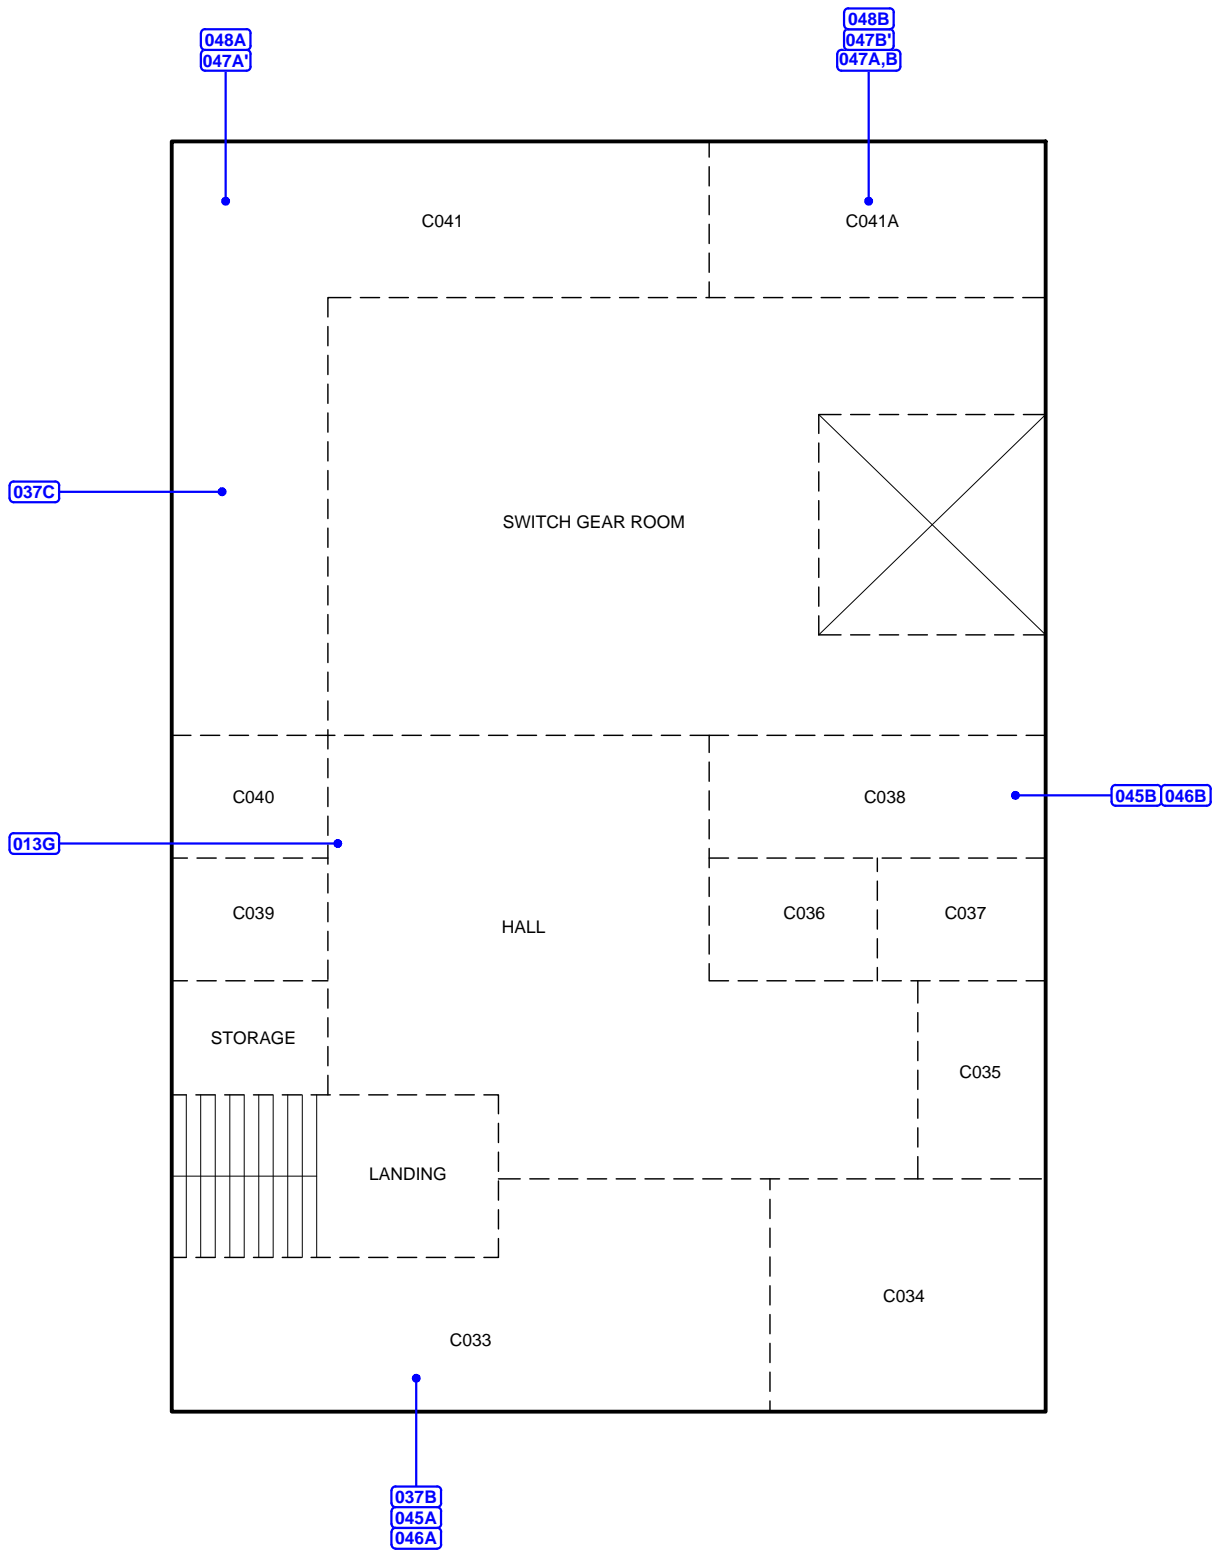 048A
047A'
048B
047B'
047A,B
C041
C041A
037C
SWITCH GEAR ROOM
C040
C038
045B 046B
013G
C039
HALL
C036
C037
STORAGE
C035
LANDING
C034
C033
037B
045A
046A